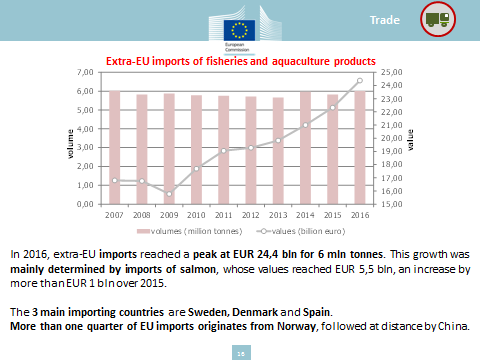 Trade
European
Commission
Extra-EU imports of fisheries and aquaculture products
7,00
6,00
5,00
4,00
3,00
2,00
1,00
0,00
volume
25,00
24,00
23,00
22,00
21,00
20,00
19,00
18,00
17,00
16,00
15,00
value
2007 2008 2009 2010 2011 2012 2013 2014 2015 2016
volumes (million tonnes) values (bilion euro)
In 2016, extra-EU imports reached a peak at EUR 24,4 bln for 6 mln tonnes. This growth was
mainly determined by imports of salmon, whose values reached EUR 5,5 bln, an increase by
more than EUR 1 bln over 2015.
The 3 main importing countries are Sweden, Denmark and Spain.
More than one quarter of EU imports originates from Norway, followed at distance by China.
16